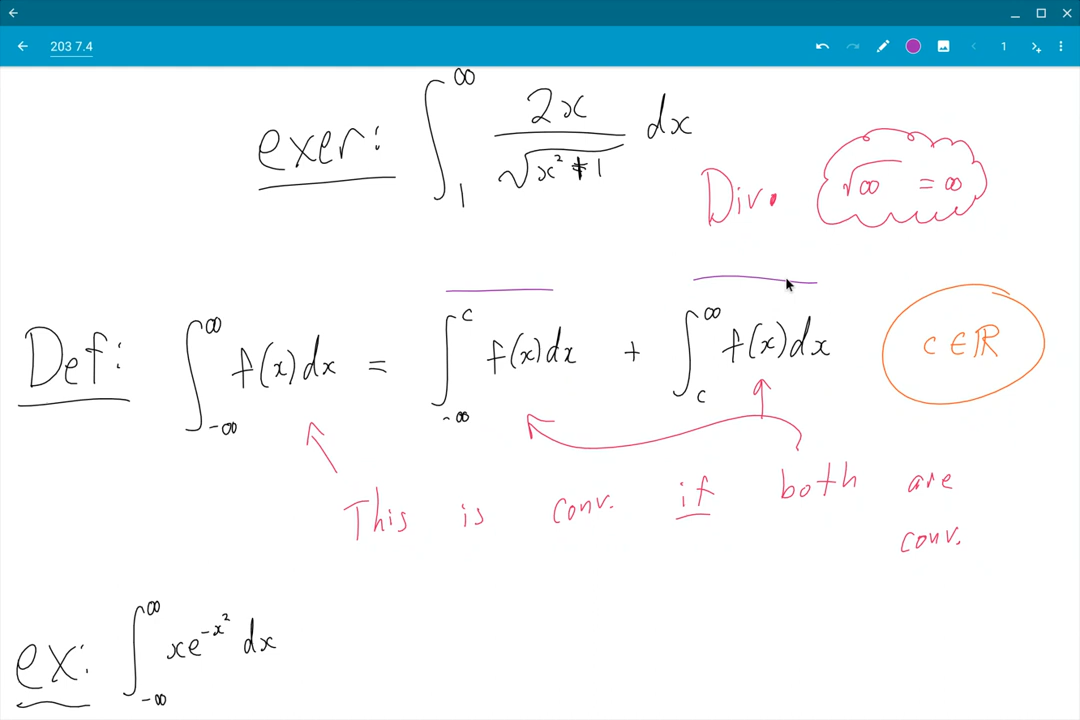 203 7.4
1
exer: ∫₁^∞ 2x/√(x² + 1) dx
Div. √∞ = ∞
Def: ∫_{-∞}^{∞} f(x)dx = ∫_{-∞}^{c} f(x)dx + ∫_{c}^{∞} f(x)dx c ∈ ℝ
This is conv. if both are
conv.
ex: ∫_{-∞}^{∞} xe^{-x²} dx